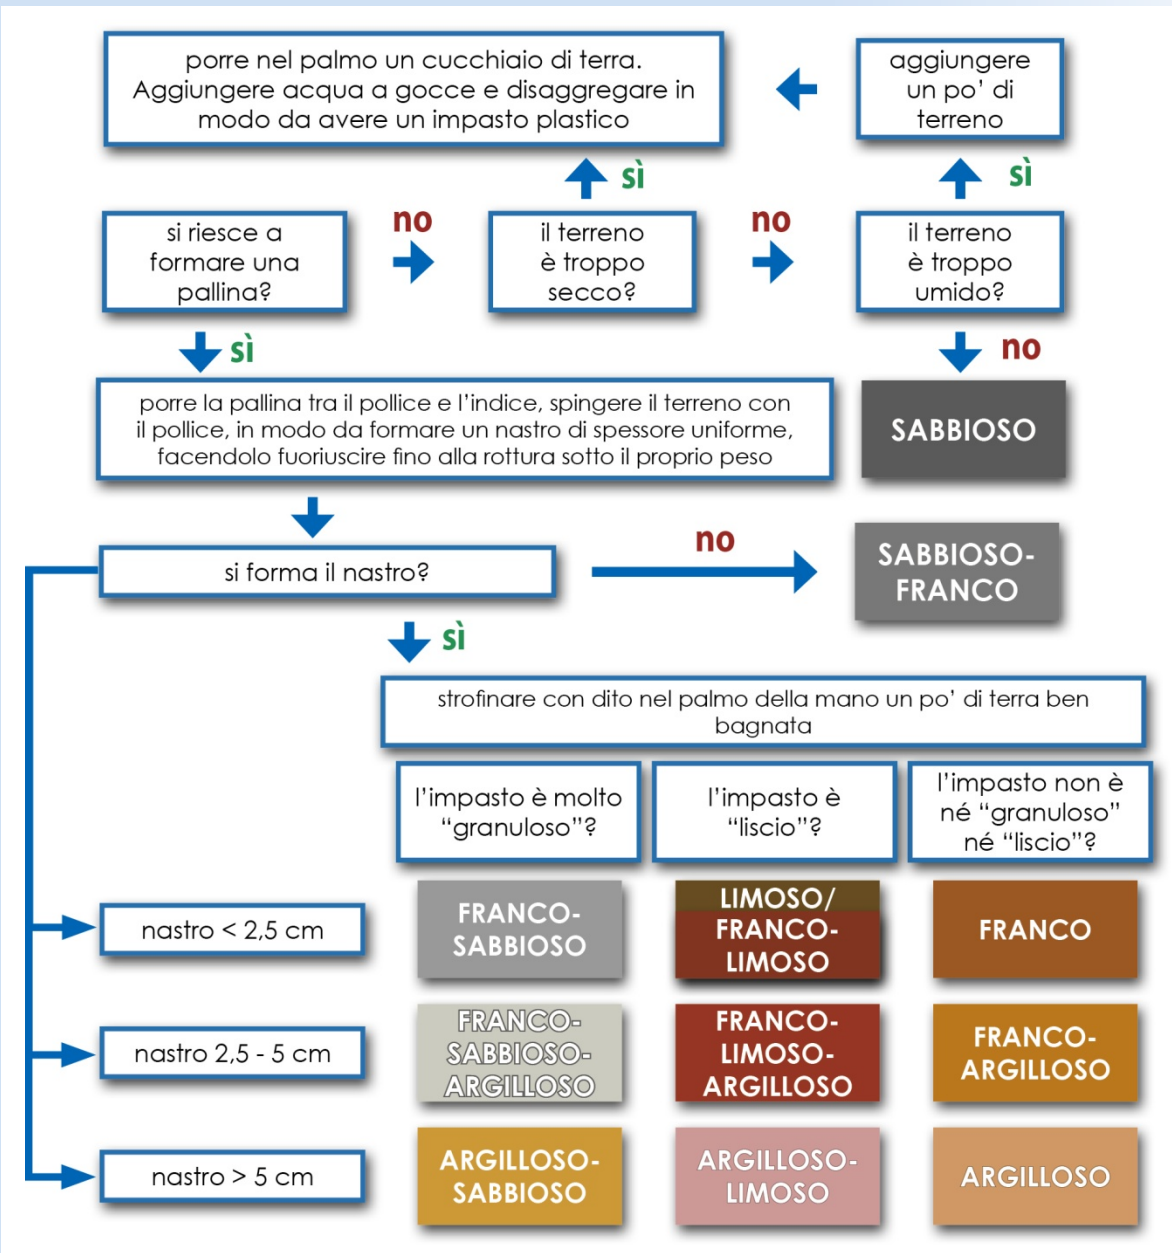 porre nel palmo un cucchiaio di terra.
Aggiungere acqua a gocce e disaggregare in
modo da avere un impasto plastico
aggiungere
un po' di
terreno
sì
sì
si riesce a
formare una
pallina?
no
il terreno
è troppo
secco?
no
il terreno
è troppo
umido?
sì
no
porre la pallina tra il pollice e l'indice, spingere il terreno con
il pollice, in modo da formare un nastro di spessore uniforme,
facendolo fuoriuscire fino alla rottura sotto il proprio peso
SABBIOSO
si forma il nastro?
no
SABBIOSO-
FRANCO
sì
strofinare con dito nel palmo della mano un po' di terra ben
bagnata
l'impasto è molto
“granuloso”?
l'impasto è
“liscio”?
l'impasto non è
né “granuloso”
né “liscio”?
nastro < 2,5 cm
FRANCO-
SABBIOSO
LIMOSO/
FRANCO-
LIMOSO
FRANCO
nastro 2,5 - 5 cm
FRANCO-
SABBIOSO-
ARGILLOSO
FRANCO-
LIMOSO-
ARGILLOSO
FRANCO-
ARGILLOSO
nastro > 5 cm
ARGILLOSO-
SABBIOSO
ARGILLOSO-
LIMOSO
ARGILLOSO